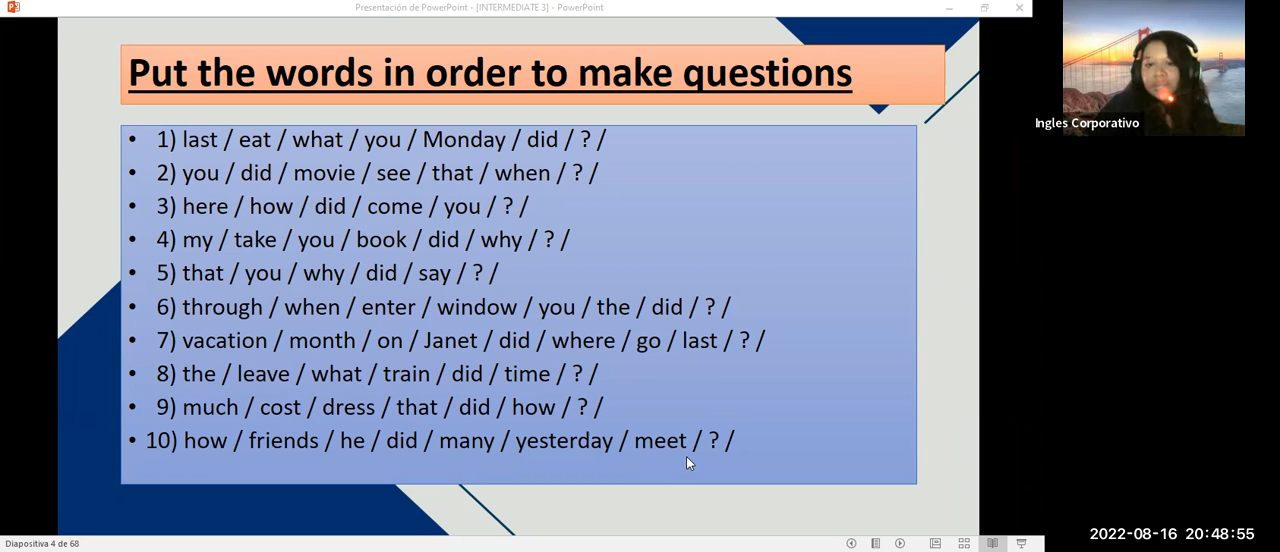 Presentación de PowerPoint - [INTERMEDIATE 3] - PowerPoint
Put the words in order to make questions
• 1) last / eat / what / you / Monday / did / ? /
• 2) you / did / movie / see / that / when / ? /
• 3) here / how / did / come / you / ? /
• 4) my / take / you / book / did / why / ? /
• 5) that / you / why / did / say / ? /
• 6) through / when / enter / window / you / the / did / ? /
• 7) vacation / month / on / Janet / did / where / go / last / ? /
• 8) the / leave / what / train / did / time / ? /
• 9) much / cost / dress / that / did / how / ? /
• 10) how / friends / he / did / many / yesterday / meet / ? /
Ingles Corporativo
Diapositiva 4 de 68
2022-08-16 20:48:55